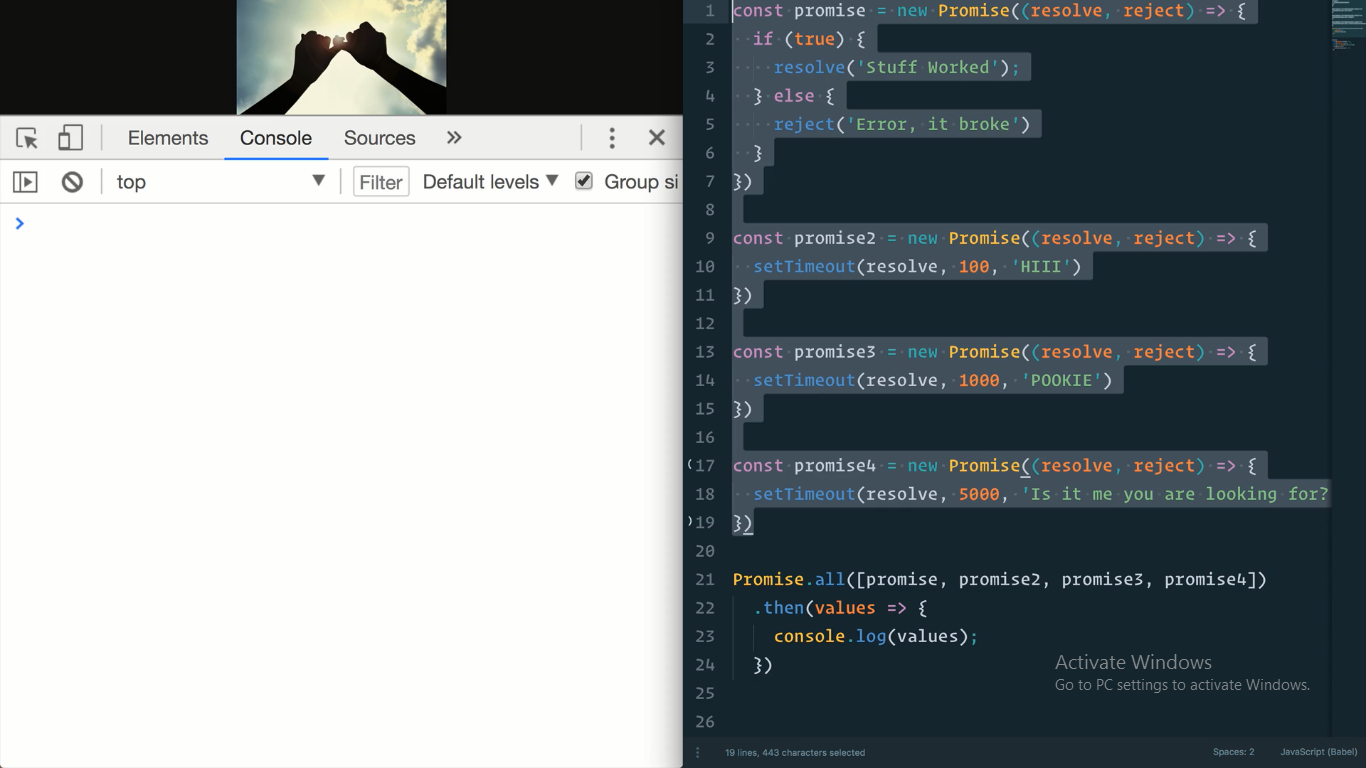 Elements Console Sources »
top ▼ Filter Default levels ▼ Group si
>
1 const promise = new Promise((resolve, reject) => {
2 if (true) {
3 resolve('Stuff Worked');
4 } else {
5 reject('Error, it broke')
6 }
7 })
8
9 const promise2 = new Promise((resolve, reject) => {
10 setTimeout(resolve, 100, 'HIII')
11 })
12
13 const promise3 = new Promise((resolve, reject) => {
14 setTimeout(resolve, 1000, 'POOKIE')
15 })
16
17 const promise4 = new Promise((resolve, reject) => {
18 setTimeout(resolve, 5000, 'Is it me you are looking for?
19 })
20
21 Promise.all([promise, promise2, promise3, promise4])
22 .then(values => {
23 console.log(values);
24 })
25
26
Activate Windows
Go to PC settings to activate Windows.
19 lines, 443 characters selected Spaces: 2 JavaScript (Babel)